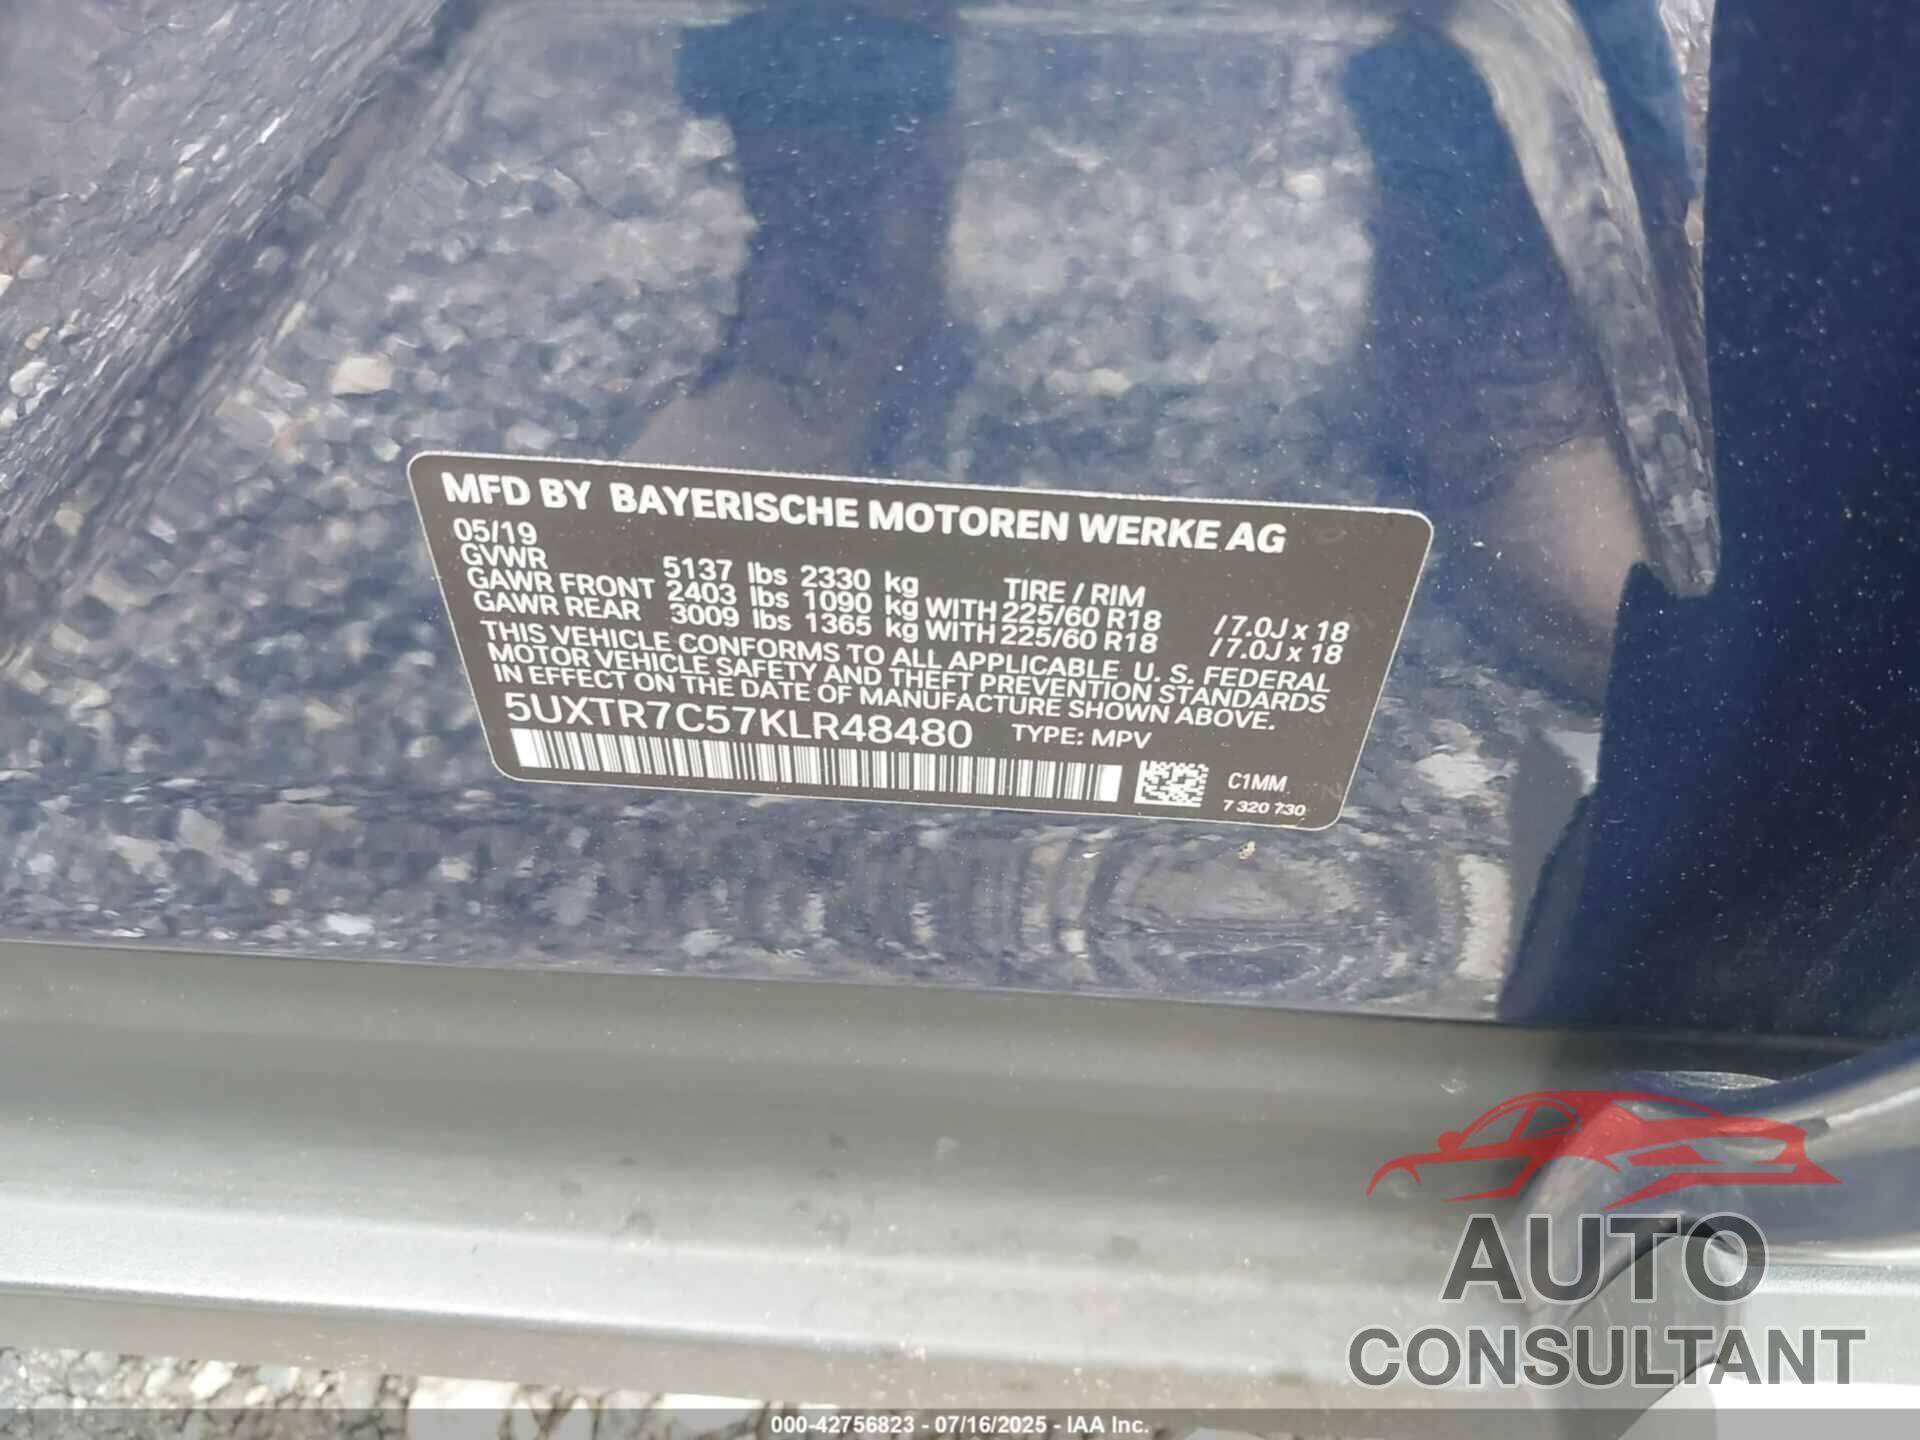 MFD BY BAYERISCHE MOTOREN WERKE AG
05/19
GVWR 5137 lbs 2330 kg TIRE / RIM
GAWR FRONT 2403 lbs 1090 kg WITH 225/60 R18 / 7.0J x 18
GAWR REAR 3009 lbs 1365 kg WITH 225/60 R18 / 7.0J x 18
THIS VEHICLE CONFORMS TO ALL APPLICABLE U. S. FEDERAL
MOTOR VEHICLE SAFETY AND THEFT PREVENTION STANDARDS
IN EFFECT ON THE DATE OF MANUFACTURE SHOWN ABOVE.
5UXTR7C57KLR48480 TYPE: MPV
C1MM
7 320 730
AUTO
CONSULTANT
000-42756823 - 07/16/2025 - IAA Inc.